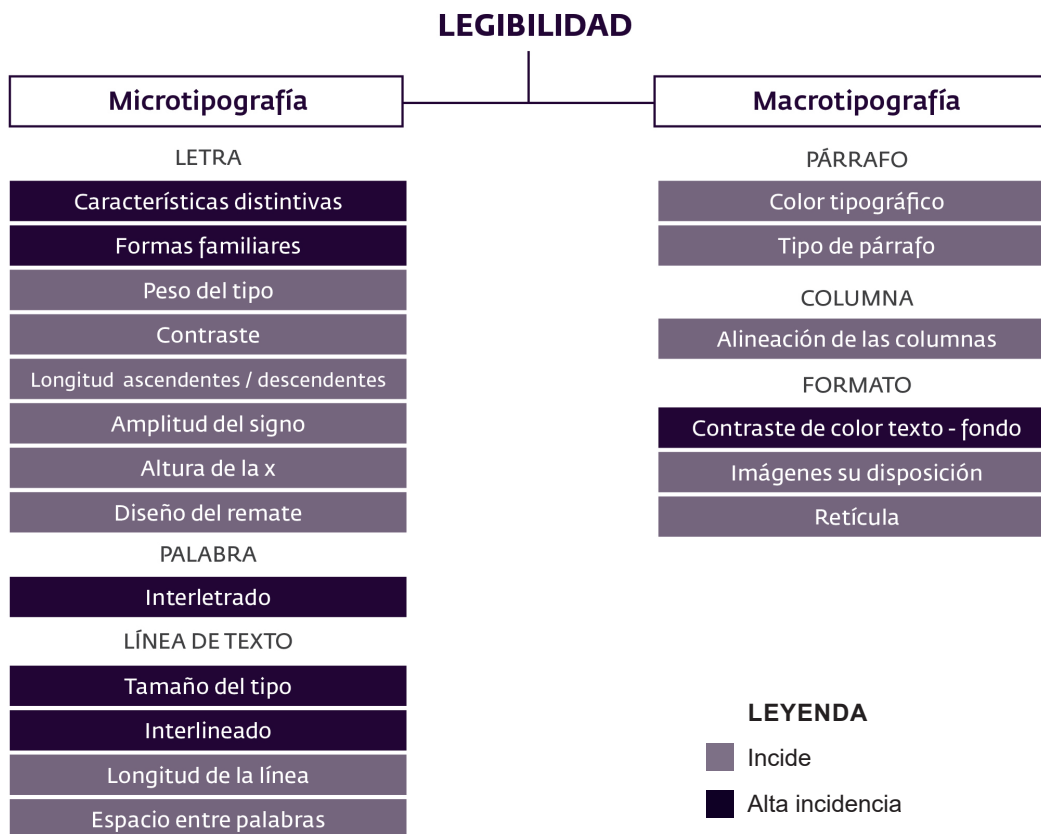 LEGIBILIDAD
Microtipografía
LETRA
Características distintivas
Formas familiares
Peso del tipo
Contraste
Longitud ascendentes / descendentes
Amplitud del signo
Altura de la x
Diseño del remate
PALABRA
Interletrado
LÍNEA DE TEXTO
Tamaño del tipo
Interlineado
Longitud de la línea
Espacio entre palabras
Macrotipografía
PÁRRAFO
Color tipográfico
Tipo de párrafo
COLUMNA
Alineación de las columnas
FORMATO
Contraste de color texto - fondo
Imágenes su disposición
Retícula
LEYENDA
Incide
Alta incidencia